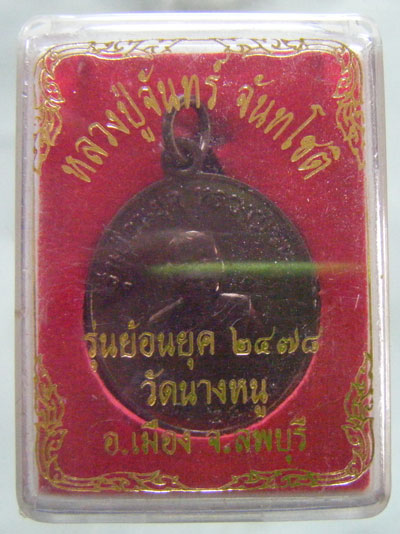 หลวงปู่จันทร์ จันทโชติ
รุ่นย้อนยุค ๒๔๗๘
วัดนางหนู
อ.เมือง จ.ลพบุรี